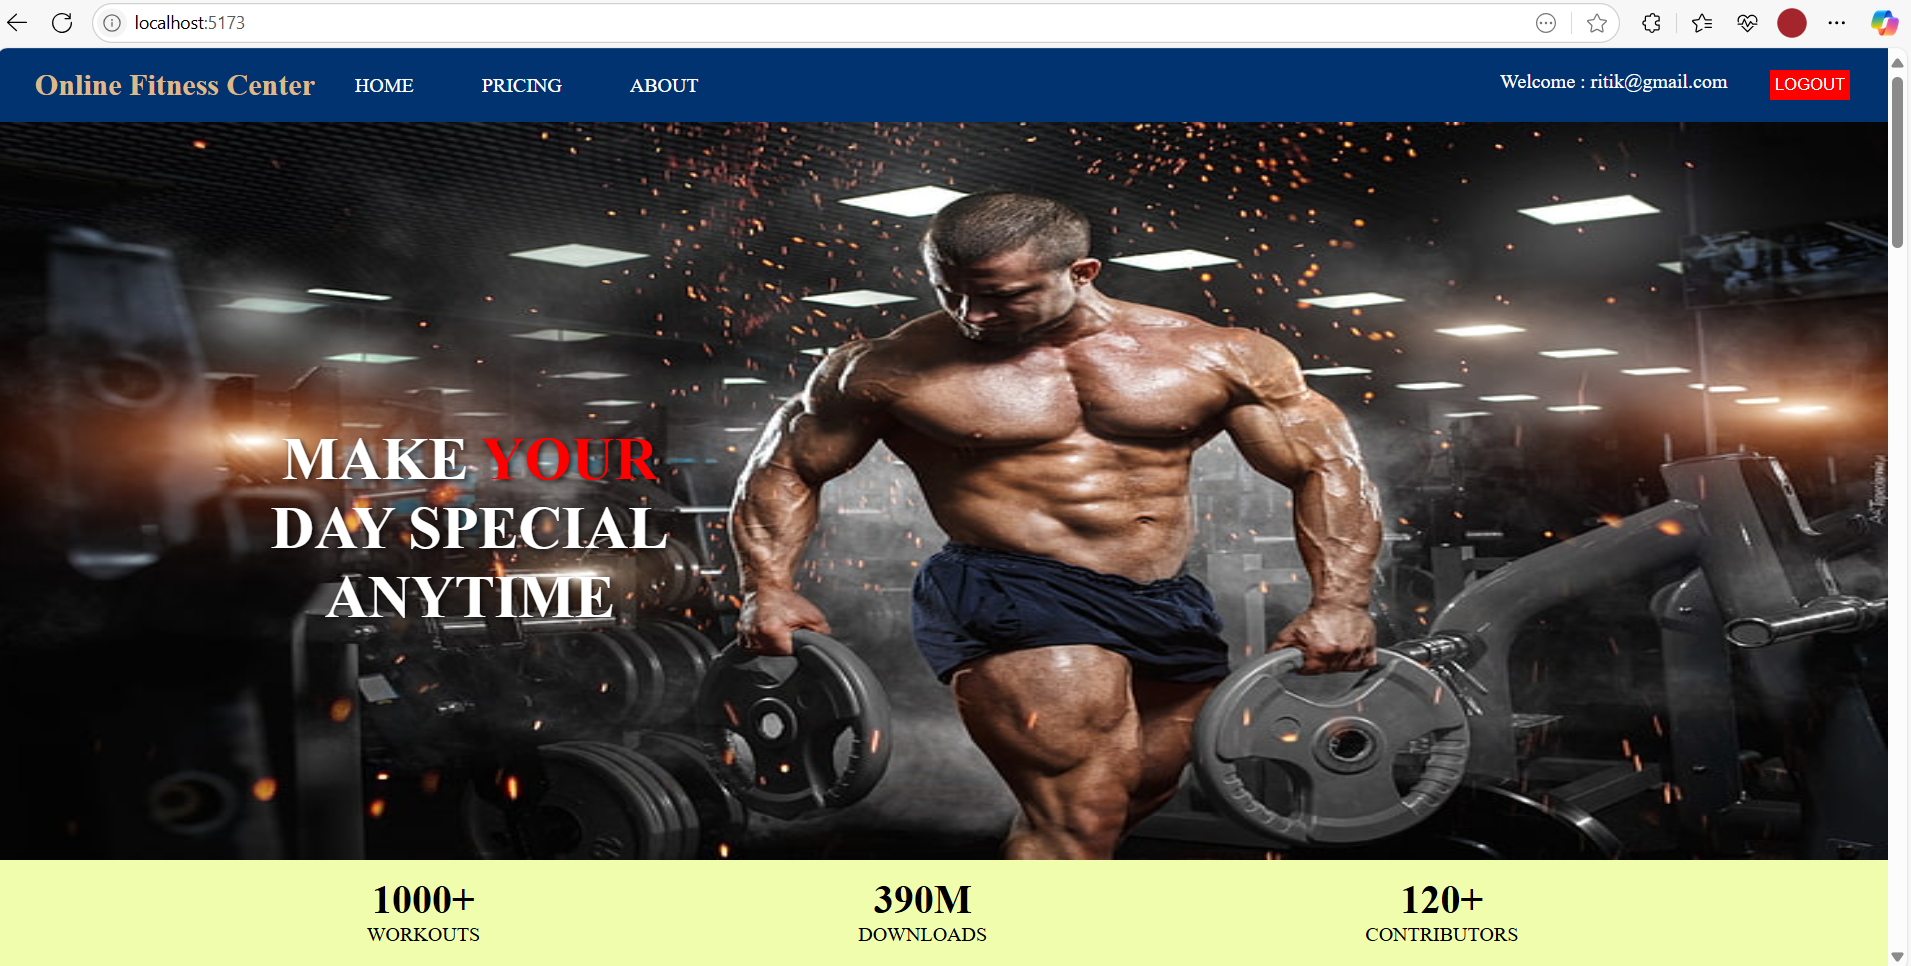 localhost:5173
Online Fitness Center HOME PRICING ABOUT Welcome : ritik@gmail.com LOGOUT
MAKE YOUR
DAY SPECIAL
ANYTIME
1000+ 390M 120+
WORKOUTS DOWNLOADS CONTRIBUTORS